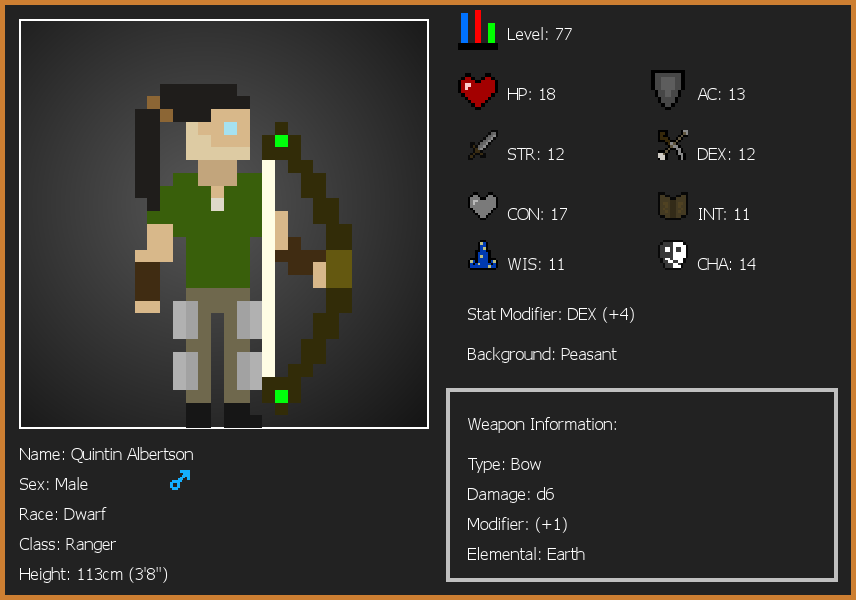 Level: 77
HP: 18
AC: 13
STR: 12
DEX: 12
CON: 17
INT: 11
WIS: 11
CHA: 14
Stat Modifier: DEX (+4)
Background: Peasant
Weapon Information:
Type: Bow
Damage: d6
Modifier: (+1)
Elemental: Earth
Name: Quintin Albertson
Sex: Male
Race: Dwarf
Class: Ranger
Height: 113cm (3'8")